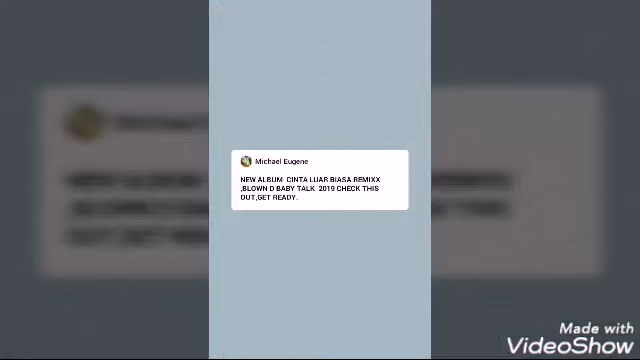 Michael Eugene
NEW ALBUM CINTA LUAR BIASA REMIXX
,BLOWN D BABY TALK 2019 CHECK THIS
OUT,GET READY.
Made with
VideoShow